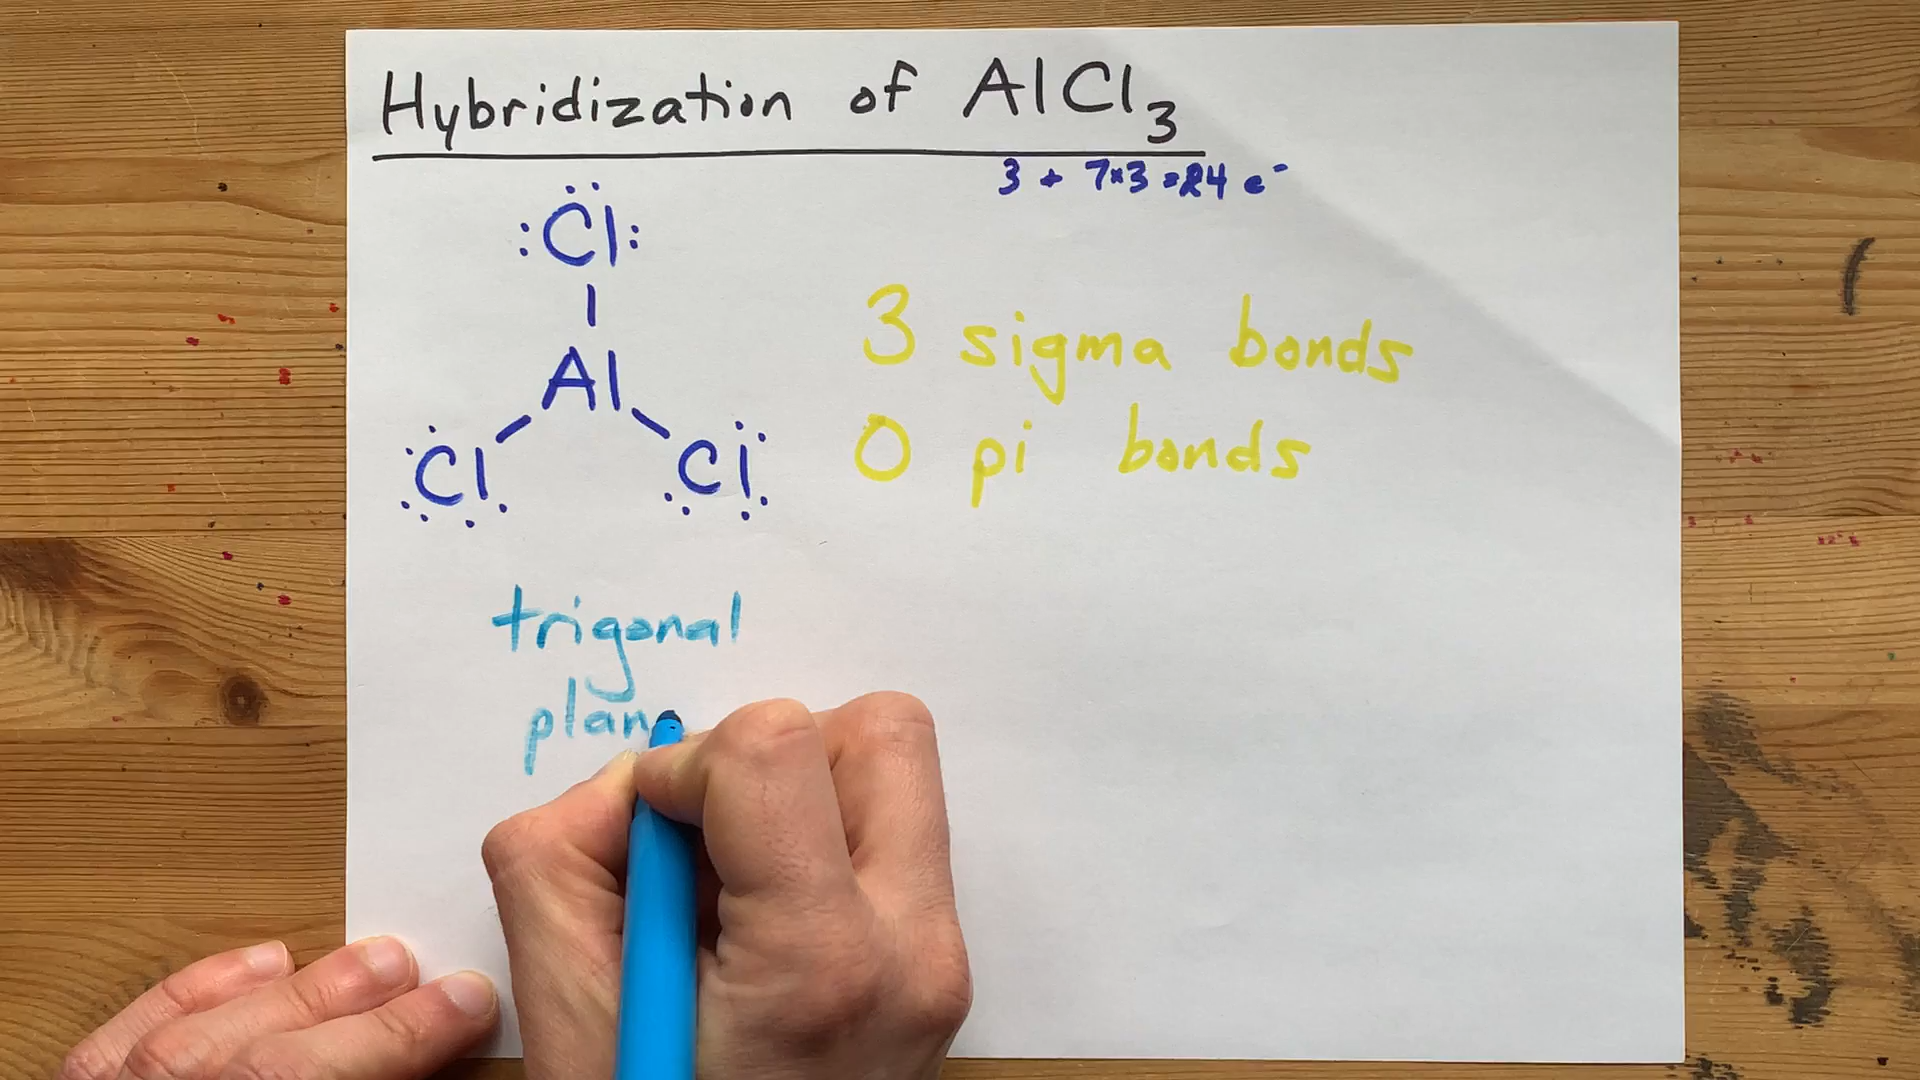 Hybridization of AlCl₃
3 + 7×3 = 24 e⁻
:Cl:
Al
Cl Cl
3 sigma bonds
0 pi bonds
trigonal
plan